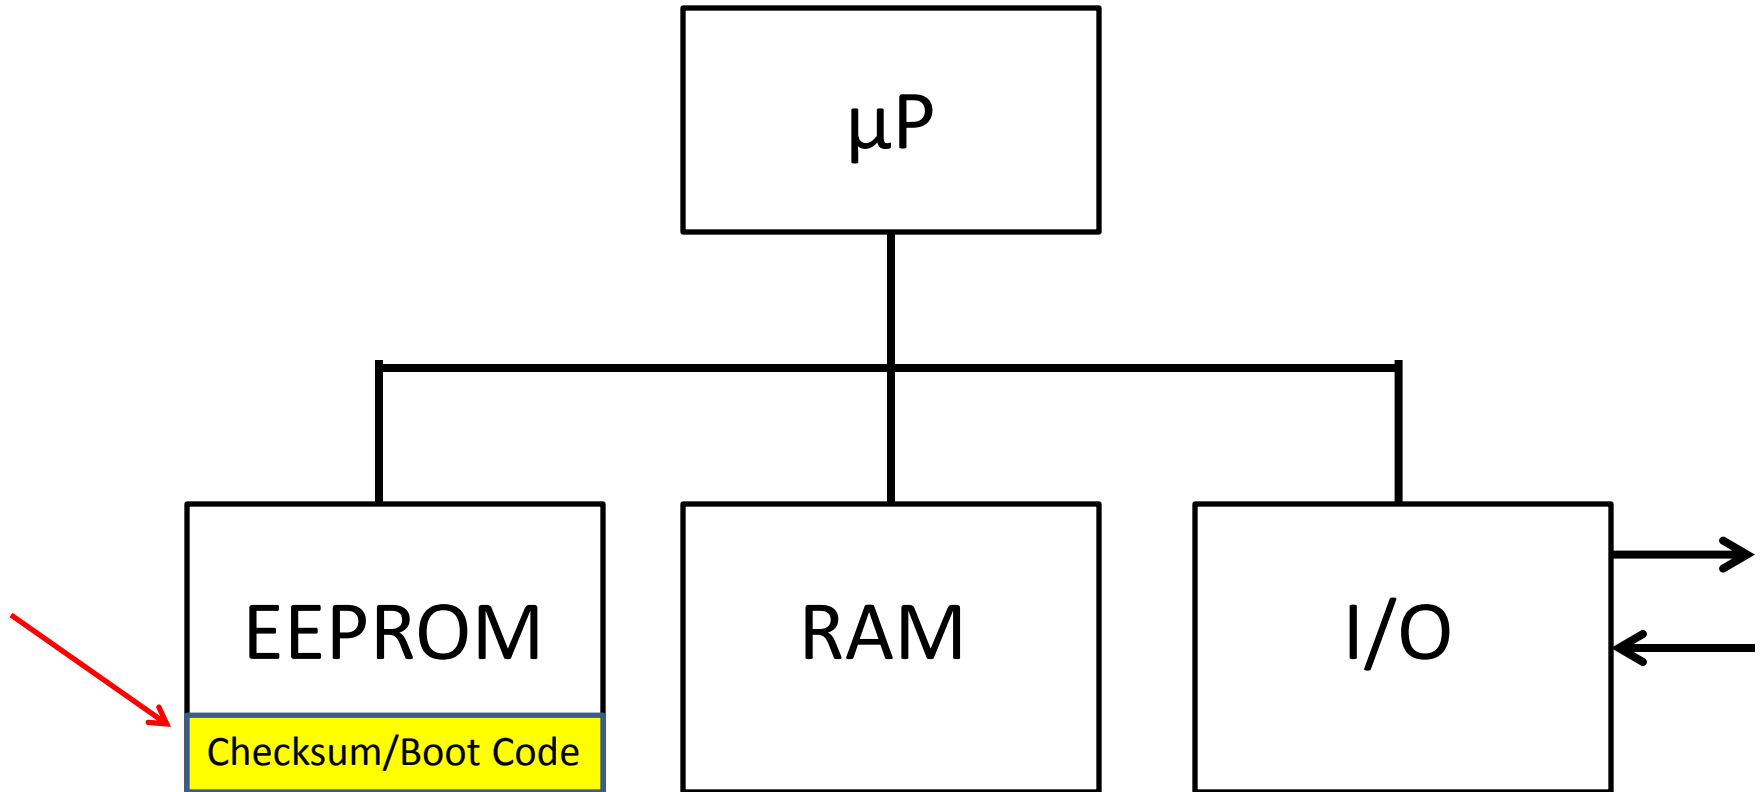 μP
EEPROM
RAM
I/O
Checksum/Boot Code